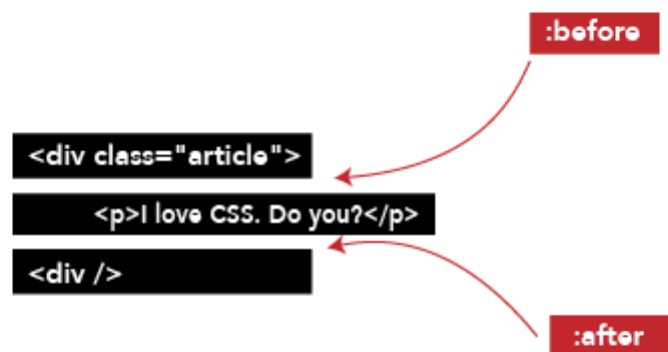 :before
<div class="article">
<p>I love CSS. Do you?</p>
<div />
:after